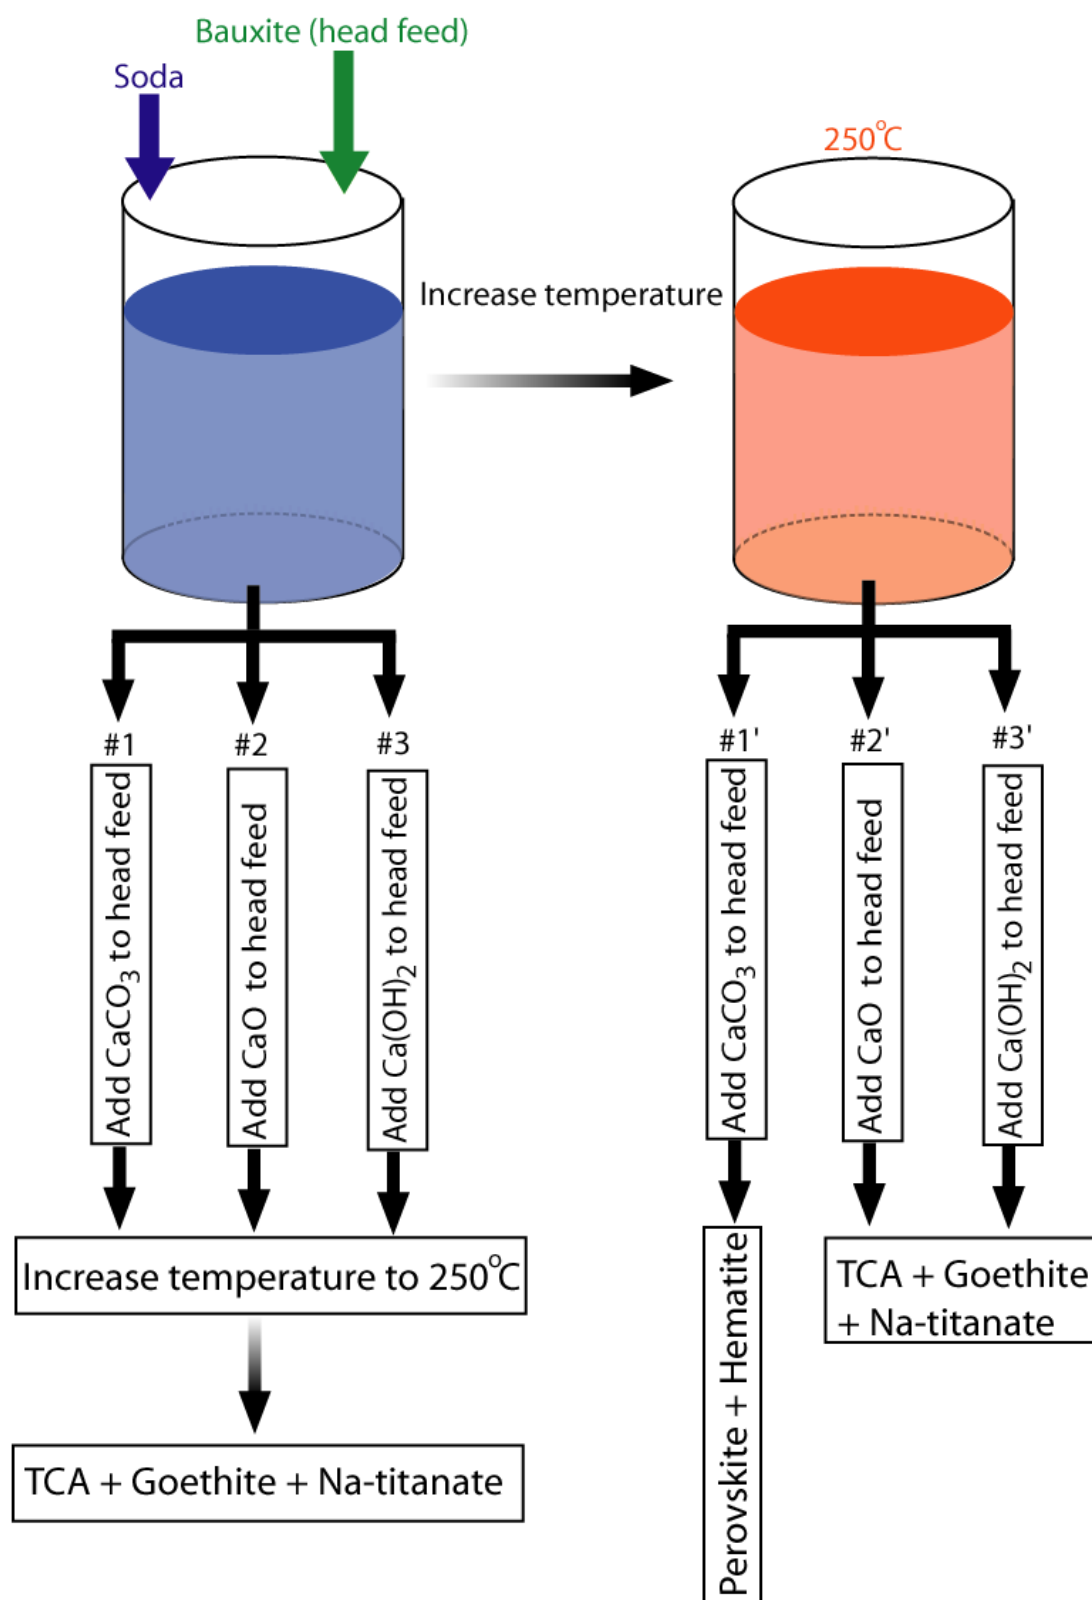 Bauxite (head feed)
Soda
250°C
Increase temperature
#1
#2
#3
#1'
#2'
#3'
Add CaCO₃ to head feed
Add CaO to head feed
Add Ca(OH)₂ to head feed
Add CaCO₃ to head feed
Add CaO to head feed
Add Ca(OH)₂ to head feed
Increase temperature to 250°C
TCA + Goethite + Na-titanate
Perovskite + Hematite
TCA + Goethite
+ Na-titanate